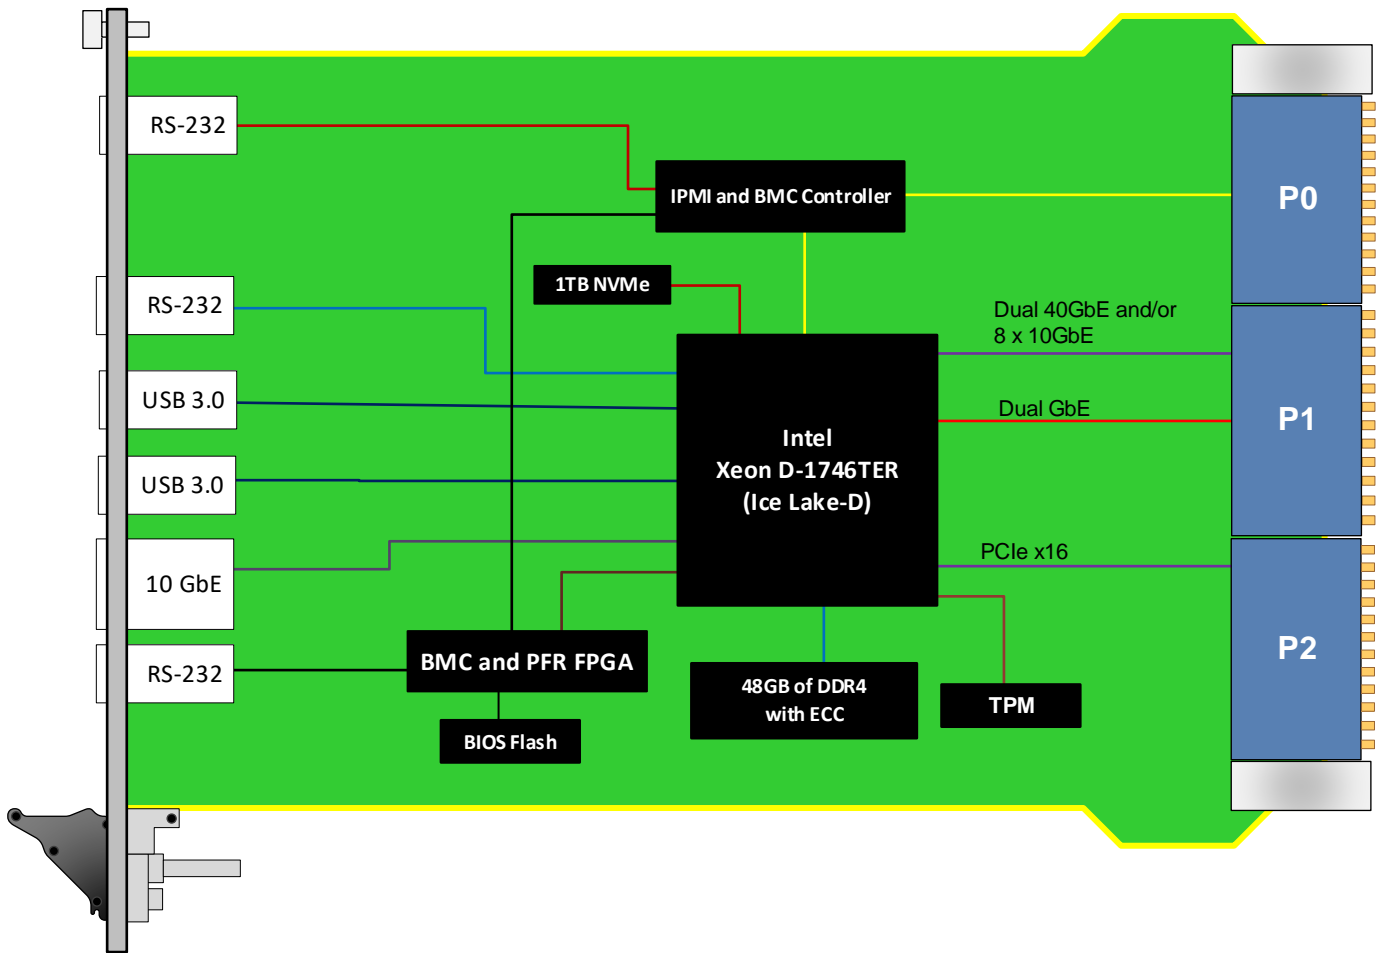 RS-232
IPMI and BMC Controller
P0
1TB NVMe
RS-232
Dual 40GbE and/or
8 x 10GbE
USB 3.0
Dual GbE
P1
Intel
Xeon D-1746TER
(Ice Lake-D)
USB 3.0
PCIe x16
10 GbE
BMC and PFR FPGA
P2
RS-232
48GB of DDR4
with ECC
TPM
BIOS Flash